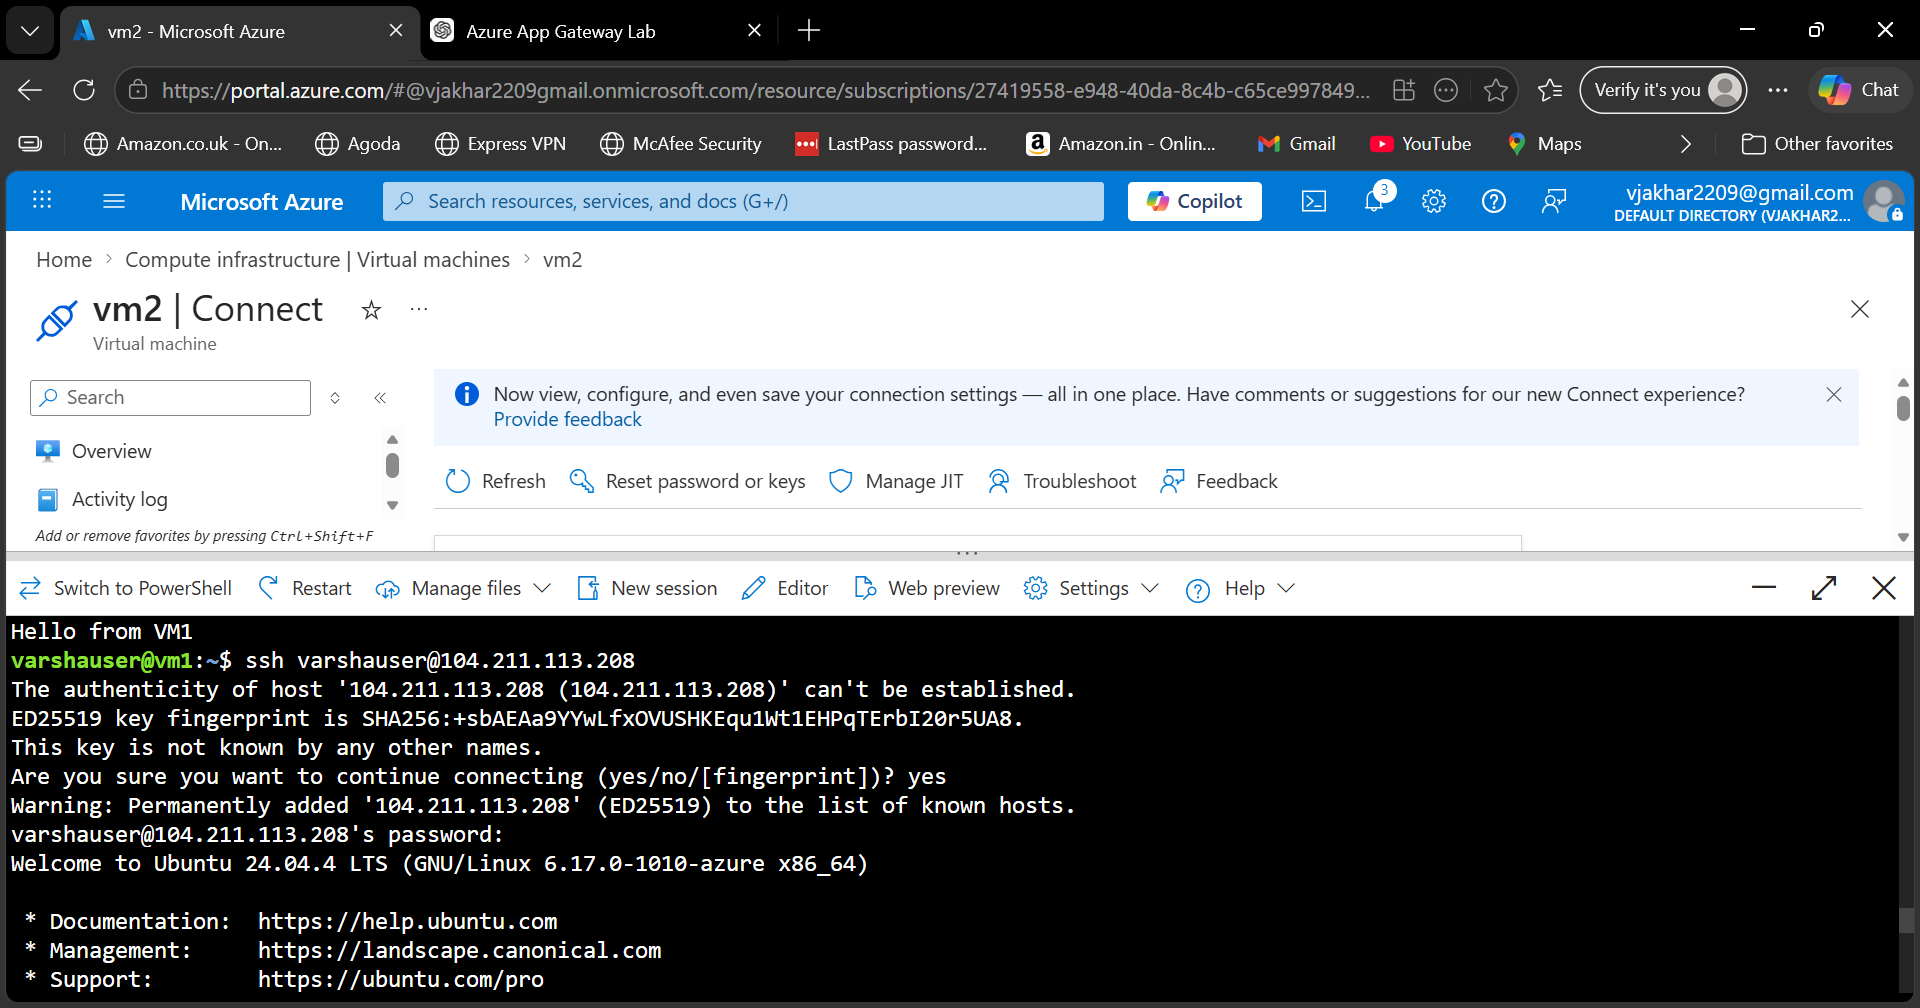 vm2 - Microsoft Azure
Azure App Gateway Lab
https://portal.azure.com/#@vjakhar2209gmail.onmicrosoft.com/resource/subscriptions/27419558-e948-40da-8c4b-c65ce997849...
Verify it's you
Chat
Amazon.co.uk - On...
Agoda
Express VPN
McAfee Security
LastPass password...
Amazon.in - Onlin...
Gmail
YouTube
Maps
Other favorites
Microsoft Azure
Search resources, services, and docs (G+/)
Copilot
3
vjakhar2209@gmail.com
DEFAULT DIRECTORY (VJAKHAR2...
Home > Compute infrastructure | Virtual machines > vm2
vm2 | Connect
Virtual machine
Search
Overview
Activity log
Add or remove favorites by pressing Ctrl+Shift+F
Now view, configure, and even save your connection settings — all in one place. Have comments or suggestions for our new Connect experience?
Provide feedback
Refresh
Reset password or keys
Manage JIT
Troubleshoot
Feedback
Switch to PowerShell
Restart
Manage files
New session
Editor
Web preview
Settings
Help
Hello from VM1
varshauser@vm1:~$ ssh varshauser@104.211.113.208
The authenticity of host '104.211.113.208 (104.211.113.208)' can't be established.
ED25519 key fingerprint is SHA256:+sbAEAa9YYwLfxOVUSHKEqu1Wt1EHPqTErbI20r5UA8.
This key is not known by any other names.
Are you sure you want to continue connecting (yes/no/[fingerprint])? yes
Warning: Permanently added '104.211.113.208' (ED25519) to the list of known hosts.
varshauser@104.211.113.208's password:
Welcome to Ubuntu 24.04.4 LTS (GNU/Linux 6.17.0-1010-azure x86_64)
* Documentation: https://help.ubuntu.com
* Management: https://landscape.canonical.com
* Support: https://ubuntu.com/pro